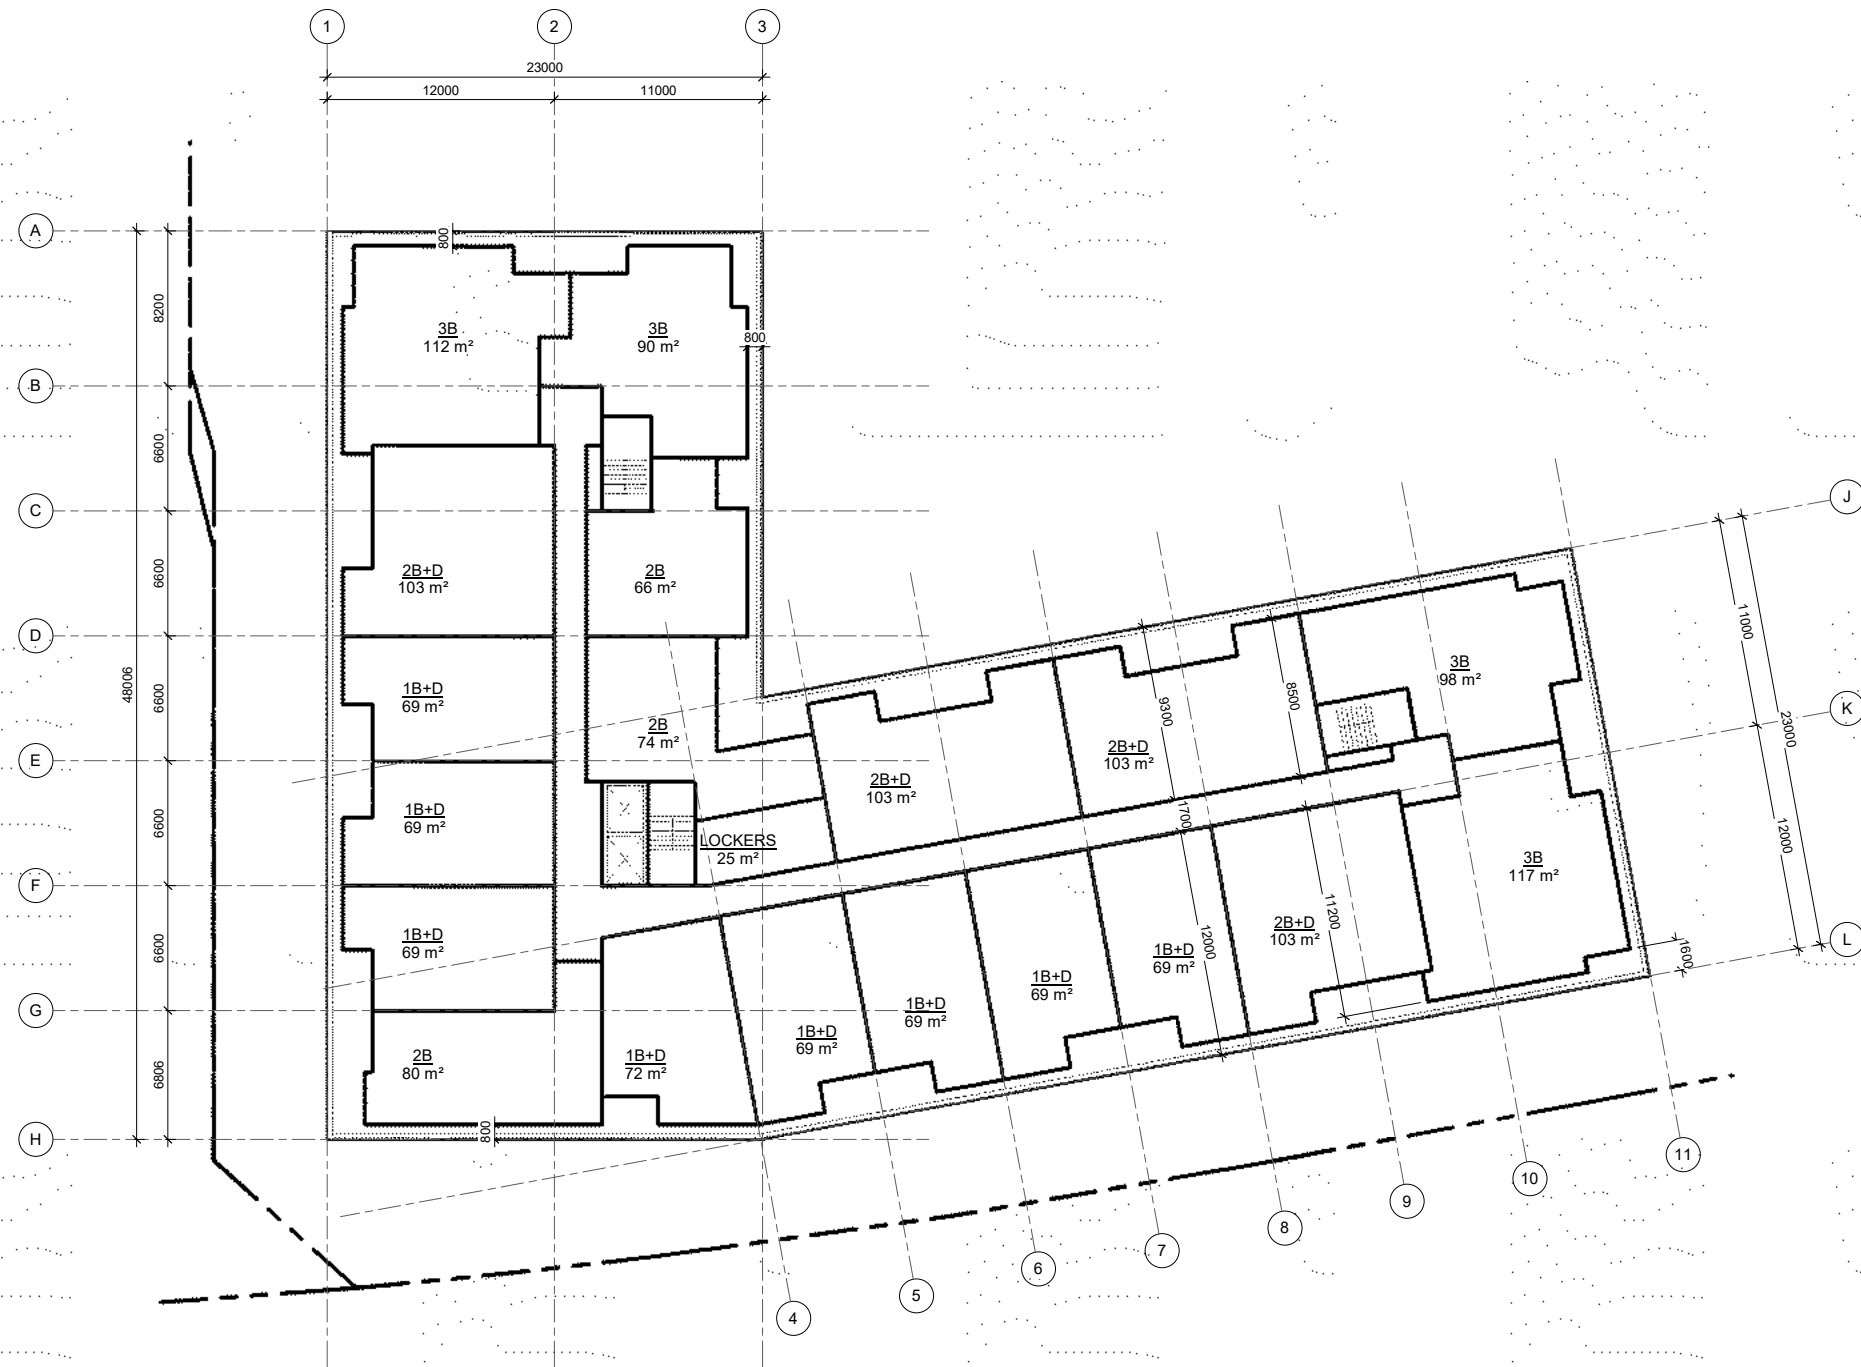 1
2
3
23000
12000
11000
A
800
8200
3B
112 m²
3B
90 m²
800
B
6600
C
J
6600
2B+D
103 m²
2B
66 m²
11000
D
3B
98 m²
48006
6600
1B+D
69 m²
8500
9300
K
2B
74 m²
23000
E
2B+D
103 m²
2B+D
103 m²
6600
1B+D
69 m²
1700
12000
LOCKERS
25 m²
3B
117 m²
F
6600
1B+D
69 m²
11200
2B+D
103 m²
L
12000
1B+D
69 m²
1600
1B+D
69 m²
G
1B+D
69 m²
1B+D
69 m²
6806
2B
80 m²
1B+D
72 m²
800
H
11
10
9
8
7
6
5
4